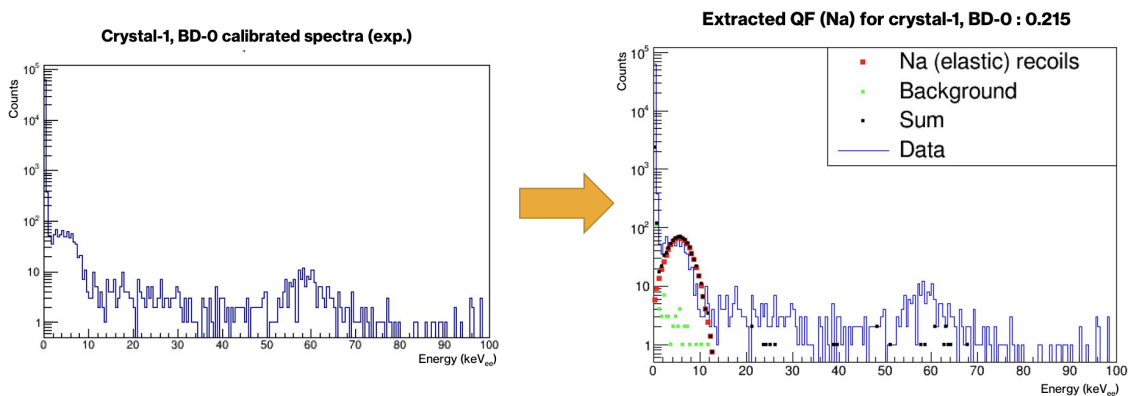 Crystal-1, BD-0 calibrated spectra (exp.)
Counts
10^5
10^4
10^3
10^2
10
1
0 10 20 30 40 50 60 70 80 90 100
Energy (keV_ee)
Extracted QF (Na) for crystal-1, BD-0 : 0.215
Counts
10^5
10^4
10^3
10^2
10
1
Na (elastic) recoils
Background
Sum
Data
0 10 20 30 40 50 60 70 80 90 100
Energy (keV_ee)